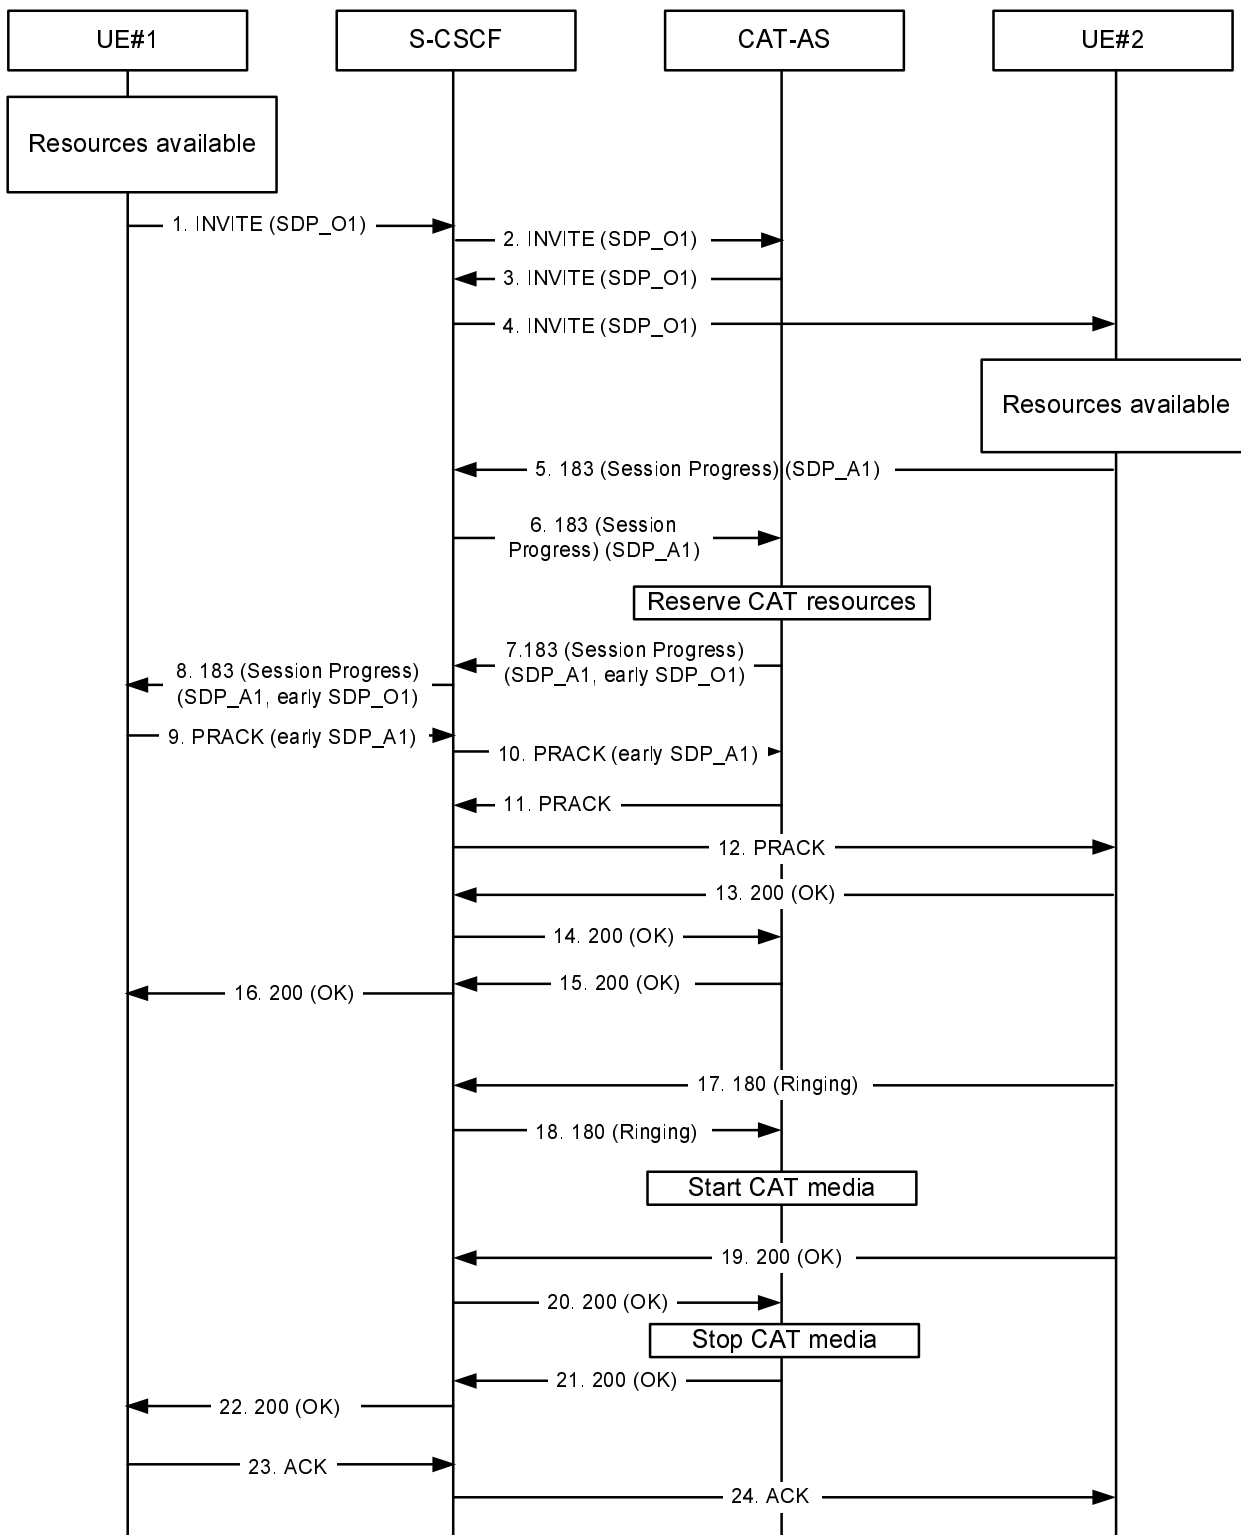 UE#1
S-CSCF
CAT-AS
UE#2
Resources available
1. INVITE (SDP_O1)
2. INVITE (SDP_O1)
3. INVITE (SDP_O1)
4. INVITE (SDP_O1)
Resources available
5. 183 (Session Progress) (SDP_A1)
6. 183 (Session
Progress) (SDP_A1)
Reserve CAT resources
7.183 (Session Progress)
(SDP_A1, early SDP_O1)
8. 183 (Session Progress)
(SDP_A1, early SDP_O1)
9. PRACK (early SDP_A1)
10. PRACK (early SDP_A1)
11. PRACK
12. PRACK
13. 200 (OK)
14. 200 (OK)
15. 200 (OK)
16. 200 (OK)
17. 180 (Ringing)
18. 180 (Ringing)
Start CAT media
19. 200 (OK)
20. 200 (OK)
Stop CAT media
21. 200 (OK)
22. 200 (OK)
23. ACK
24. ACK